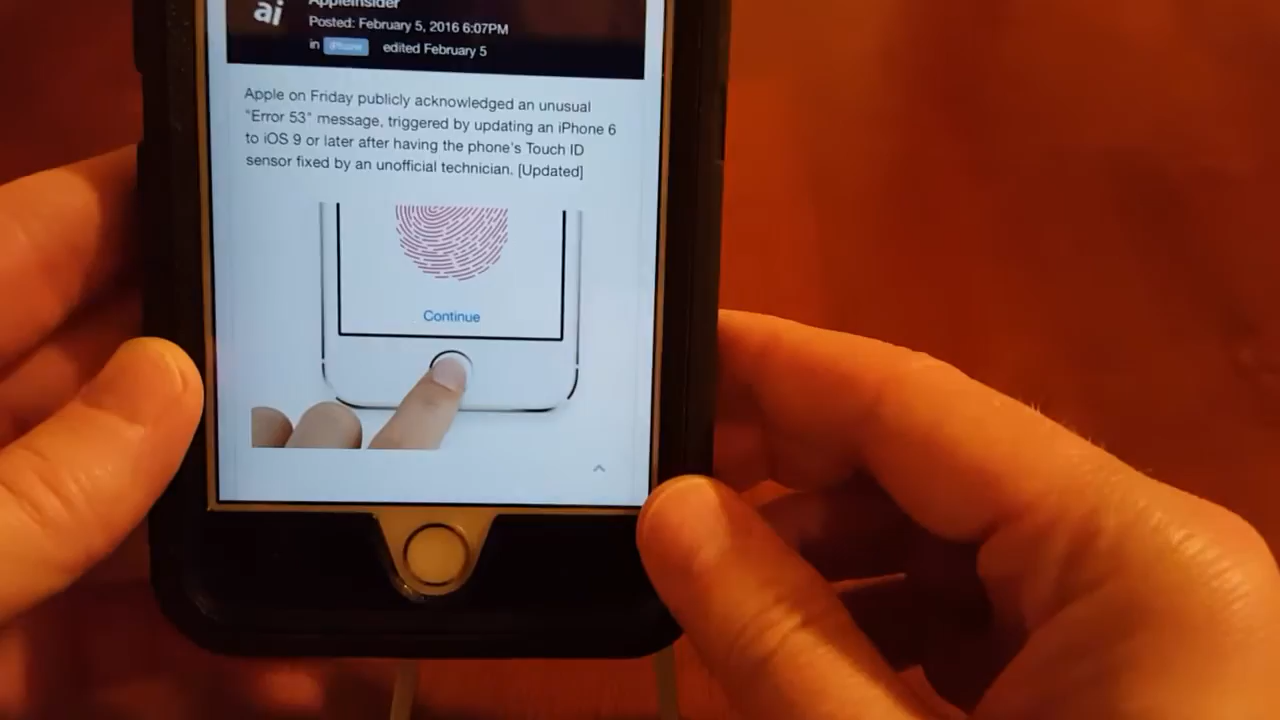 AppleInsider
ai
Posted: February 5, 2016 6:07PM
in iPhone edited February 5
Apple on Friday publicly acknowledged an unusual
"Error 53" message, triggered by updating an iPhone 6
to iOS 9 or later after having the phone's Touch ID
sensor fixed by an unofficial technician. [Updated]
Continue